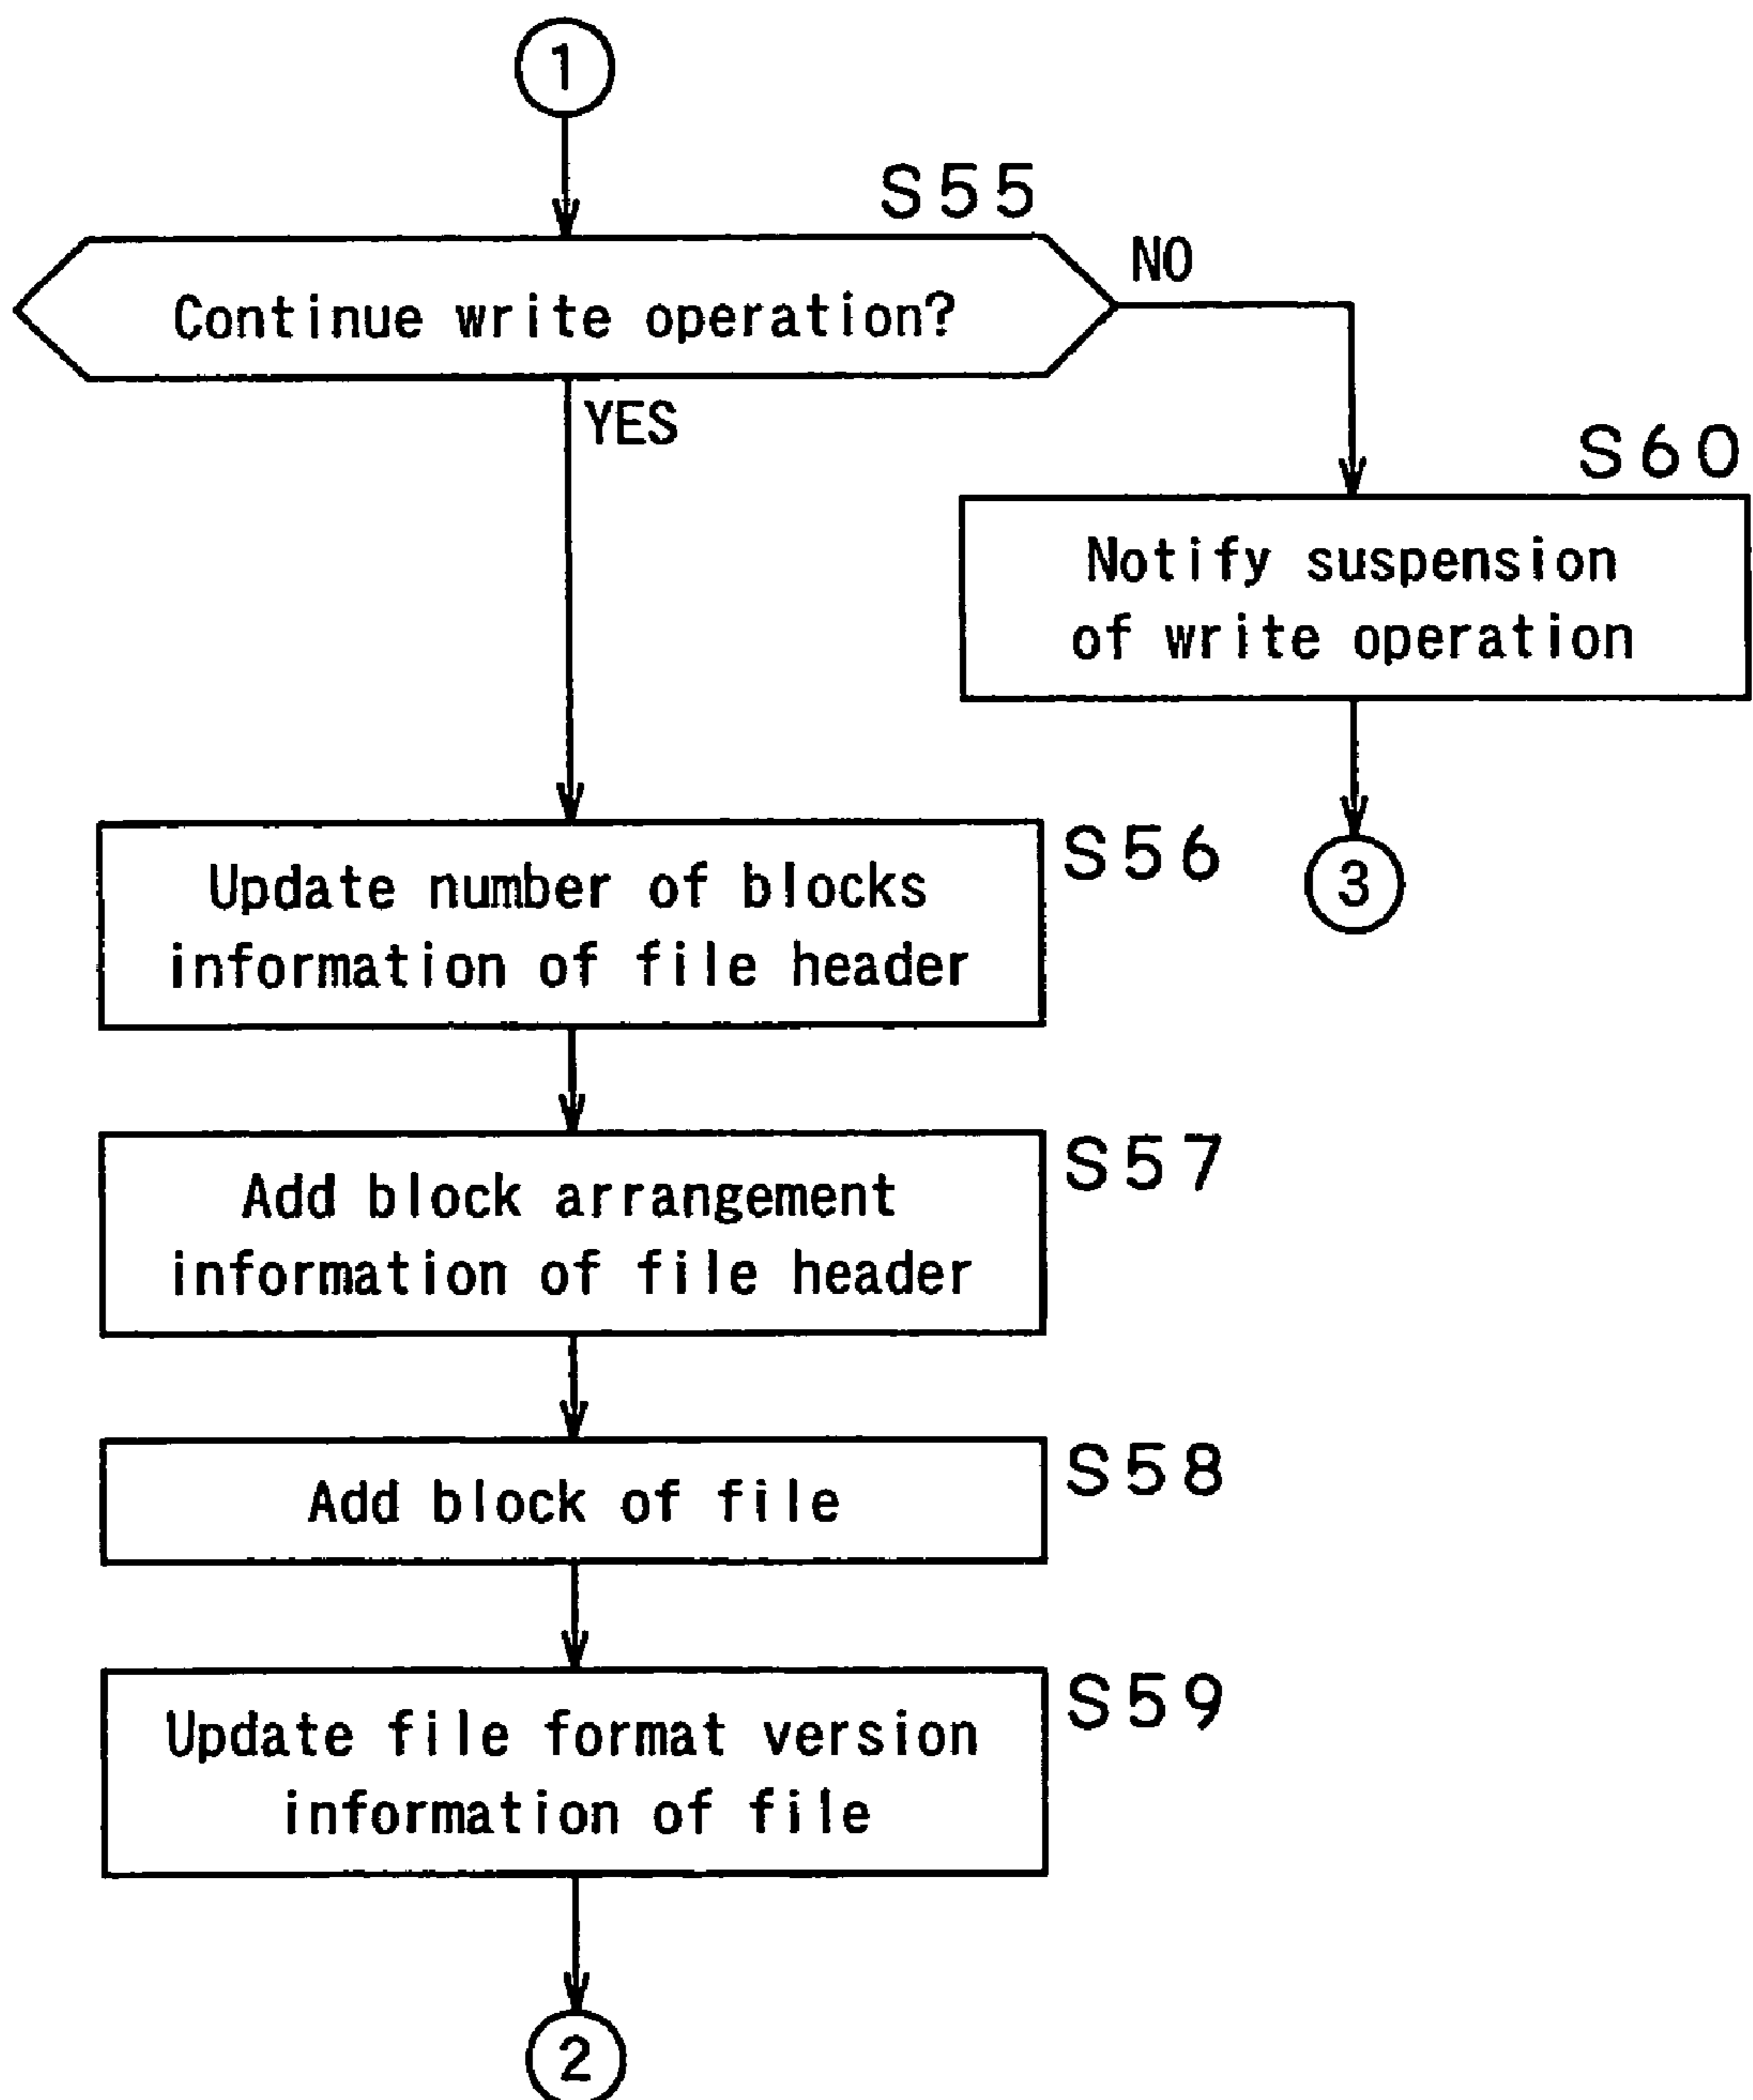 1
S55
Continue write operation?
NO
YES
S60
Notify suspension
of write operation
3
S56
Update number of blocks
information of file header
S57
Add block arrangement
information of file header
S58
Add block of file
S59
Update file format version
information of file
2